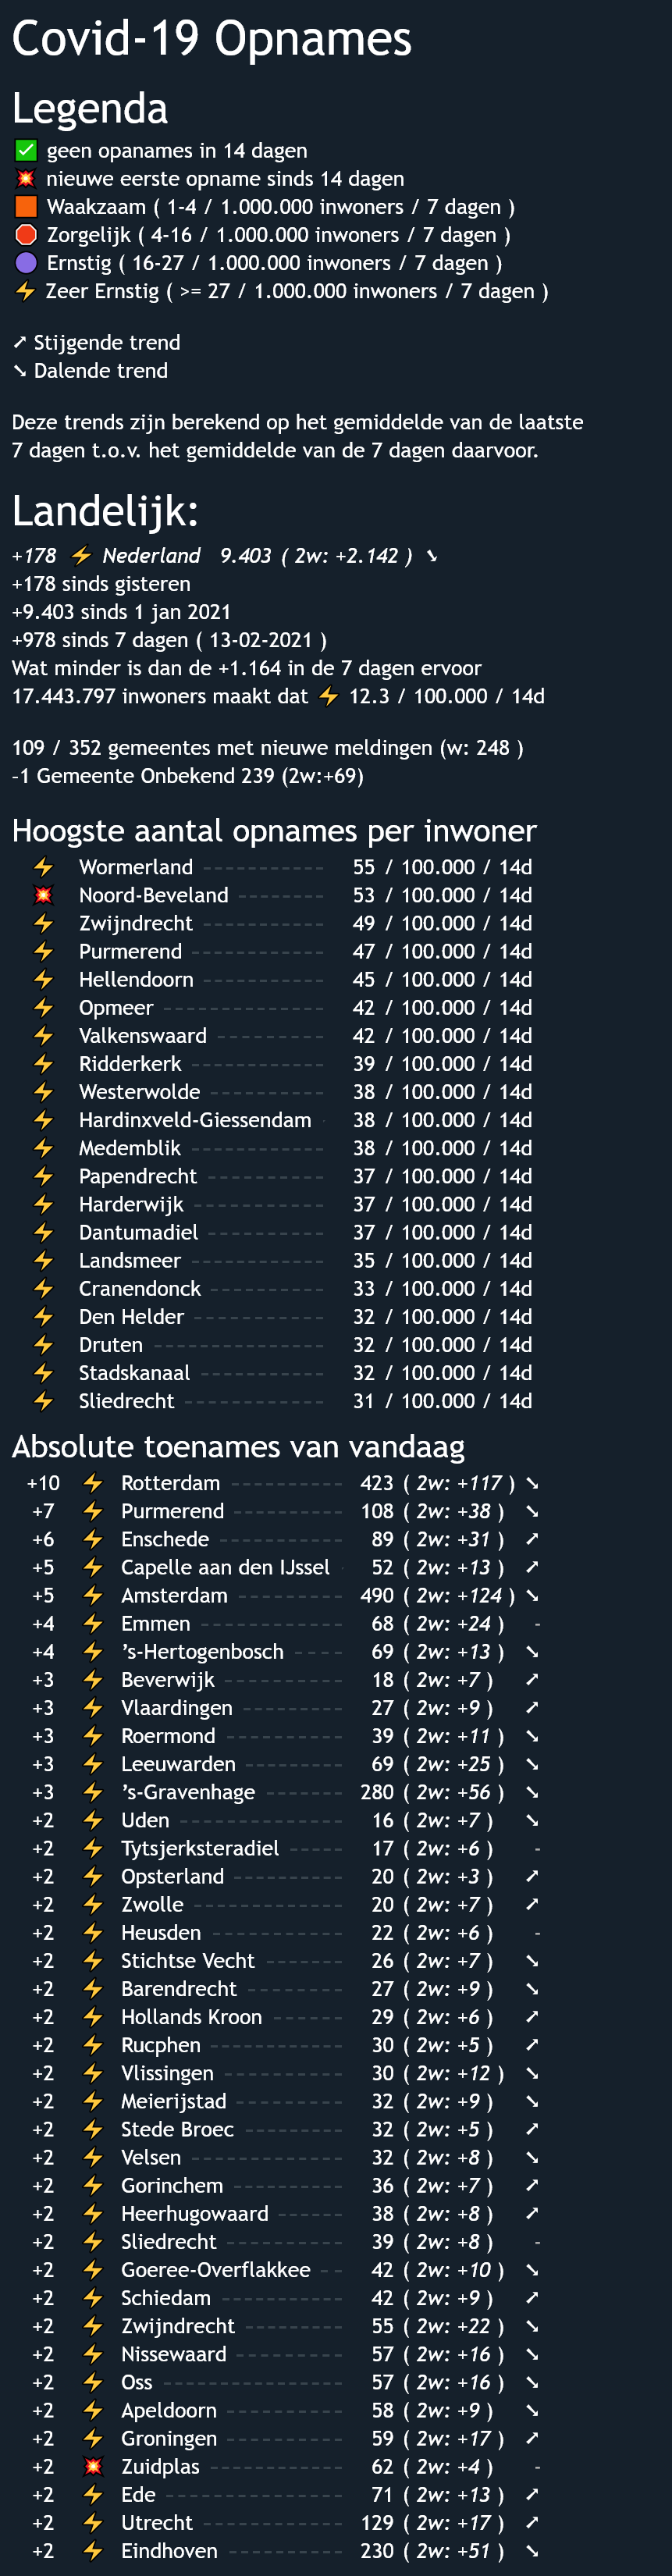 Covid-19 Opnames
Legenda
✅ geen opanames in 14 dagen
💥 nieuwe eerste opname sinds 14 dagen
🟧 Waakzaam ( 1-4 / 1.000.000 inwoners / 7 dagen )
🛑 Zorgelijk ( 4-16 / 1.000.000 inwoners / 7 dagen )
🟣 Ernstig ( 16-27 / 1.000.000 inwoners / 7 dagen )
⚡ Zeer Ernstig ( >= 27 / 1.000.000 inwoners / 7 dagen )
➚ Stijgende trend
➘ Dalende trend
Deze trends zijn berekend op het gemiddelde van de laatste
7 dagen t.o.v. het gemiddelde van de 7 dagen daarvoor.
Landelijk:
+178 ⚡ Nederland 9.403 ( 2w: +2.142 ) ➘
+178 sinds gisteren
+9.403 sinds 1 jan 2021
+978 sinds 7 dagen ( 13-02-2021 )
Wat minder is dan de +1.164 in de 7 dagen ervoor
17.443.797 inwoners maakt dat ⚡ 12.3 / 100.000 / 14d
109 / 352 gemeentes met nieuwe meldingen (w: 248 )
-1 Gemeente Onbekend 239 (2w:+69)
Hoogste aantal opnames per inwoner
⚡ Wormerland 55 / 100.000 / 14d
💥 Noord-Beveland 53 / 100.000 / 14d
⚡ Zwijndrecht 49 / 100.000 / 14d
⚡ Purmerend 47 / 100.000 / 14d
⚡ Hellendoorn 45 / 100.000 / 14d
⚡ Opmeer 42 / 100.000 / 14d
⚡ Valkenswaard 42 / 100.000 / 14d
⚡ Ridderkerk 39 / 100.000 / 14d
⚡ Westerwolde 38 / 100.000 / 14d
⚡ Hardinxveld-Giessendam 38 / 100.000 / 14d
⚡ Medemblik 38 / 100.000 / 14d
⚡ Papendrecht 37 / 100.000 / 14d
⚡ Harderwijk 37 / 100.000 / 14d
⚡ Dantumadiel 37 / 100.000 / 14d
⚡ Landsmeer 35 / 100.000 / 14d
⚡ Cranendonck 33 / 100.000 / 14d
⚡ Den Helder 32 / 100.000 / 14d
⚡ Druten 32 / 100.000 / 14d
⚡ Stadskanaal 32 / 100.000 / 14d
⚡ Sliedrecht 31 / 100.000 / 14d
Absolute toenames van vandaag
+10 ⚡ Rotterdam 423 ( 2w: +117 ) ➘
+7 ⚡ Purmerend 108 ( 2w: +38 ) ➘
+6 ⚡ Enschede 89 ( 2w: +31 ) ➚
+5 ⚡ Capelle aan den IJssel 52 ( 2w: +13 ) ➚
+5 ⚡ Amsterdam 490 ( 2w: +124 ) ➘
+4 ⚡ Emmen 68 ( 2w: +24 ) -
+4 ⚡ 's-Hertogenbosch 69 ( 2w: +13 ) ➘
+3 ⚡ Beverwijk 18 ( 2w: +7 ) ➚
+3 ⚡ Vlaardingen 27 ( 2w: +9 ) ➚
+3 ⚡ Roermond 39 ( 2w: +11 ) ➘
+3 ⚡ Leeuwarden 69 ( 2w: +25 ) ➘
+3 ⚡ 's-Gravenhage 280 ( 2w: +56 ) ➘
+2 ⚡ Uden 16 ( 2w: +7 ) ➘
+2 ⚡ Tytsjerksteradiel 17 ( 2w: +6 ) -
+2 ⚡ Opsterland 20 ( 2w: +3 ) ➚
+2 ⚡ Zwolle 20 ( 2w: +7 ) ➚
+2 ⚡ Heusden 22 ( 2w: +6 ) -
+2 ⚡ Stichtse Vecht 26 ( 2w: +7 ) ➘
+2 ⚡ Barendrecht 27 ( 2w: +9 ) ➘
+2 ⚡ Hollands Kroon 29 ( 2w: +6 ) ➚
+2 ⚡ Rucphen 30 ( 2w: +5 ) ➚
+2 ⚡ Vlissingen 30 ( 2w: +12 ) ➘
+2 ⚡ Meierijstad 32 ( 2w: +9 ) ➘
+2 ⚡ Stede Broec 32 ( 2w: +5 ) ➚
+2 ⚡ Velsen 32 ( 2w: +8 ) ➘
+2 ⚡ Gorinchem 36 ( 2w: +7 ) ➚
+2 ⚡ Heerhugowaard 38 ( 2w: +8 ) ➚
+2 ⚡ Sliedrecht 39 ( 2w: +8 ) -
+2 ⚡ Goeree-Overflakkee 42 ( 2w: +10 ) ➘
+2 ⚡ Schiedam 42 ( 2w: +9 ) ➚
+2 ⚡ Zwijndrecht 55 ( 2w: +22 ) ➘
+2 ⚡ Nissewaard 57 ( 2w: +16 ) ➘
+2 ⚡ Oss 57 ( 2w: +16 ) ➘
+2 ⚡ Apeldoorn 58 ( 2w: +9 ) ➘
+2 ⚡ Groningen 59 ( 2w: +17 ) ➚
+2 💥 Zuidplas 62 ( 2w: +4 ) -
+2 ⚡ Ede 71 ( 2w: +13 ) ➚
+2 ⚡ Utrecht 129 ( 2w: +17 ) ➚
+2 ⚡ Eindhoven 230 ( 2w: +51 ) ➘